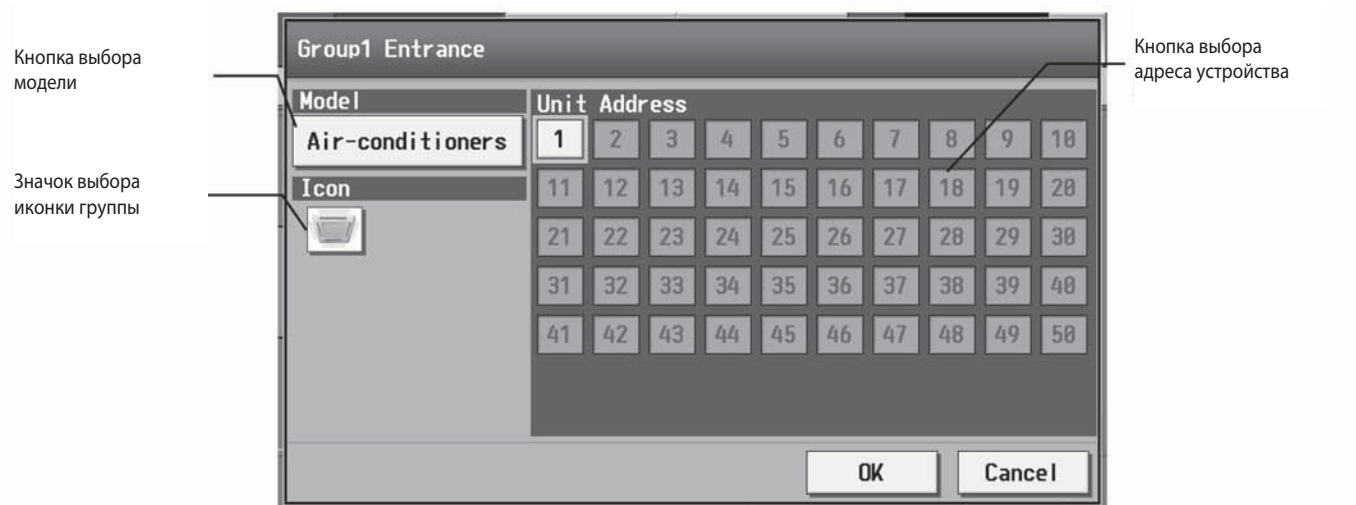 Кнопка выбора
модели
Значок выбора
иконки группы
Group1 Entrance
Model
Air-conditioners
Icon
Unit Address
1 2 3 4 5 6 7 8 9 10
11 12 13 14 15 16 17 18 19 20
21 22 23 24 25 26 27 28 29 30
31 32 33 34 35 36 37 38 39 40
41 42 43 44 45 46 47 48 49 50
OK Cancel
Кнопка выбора
адреса устройства